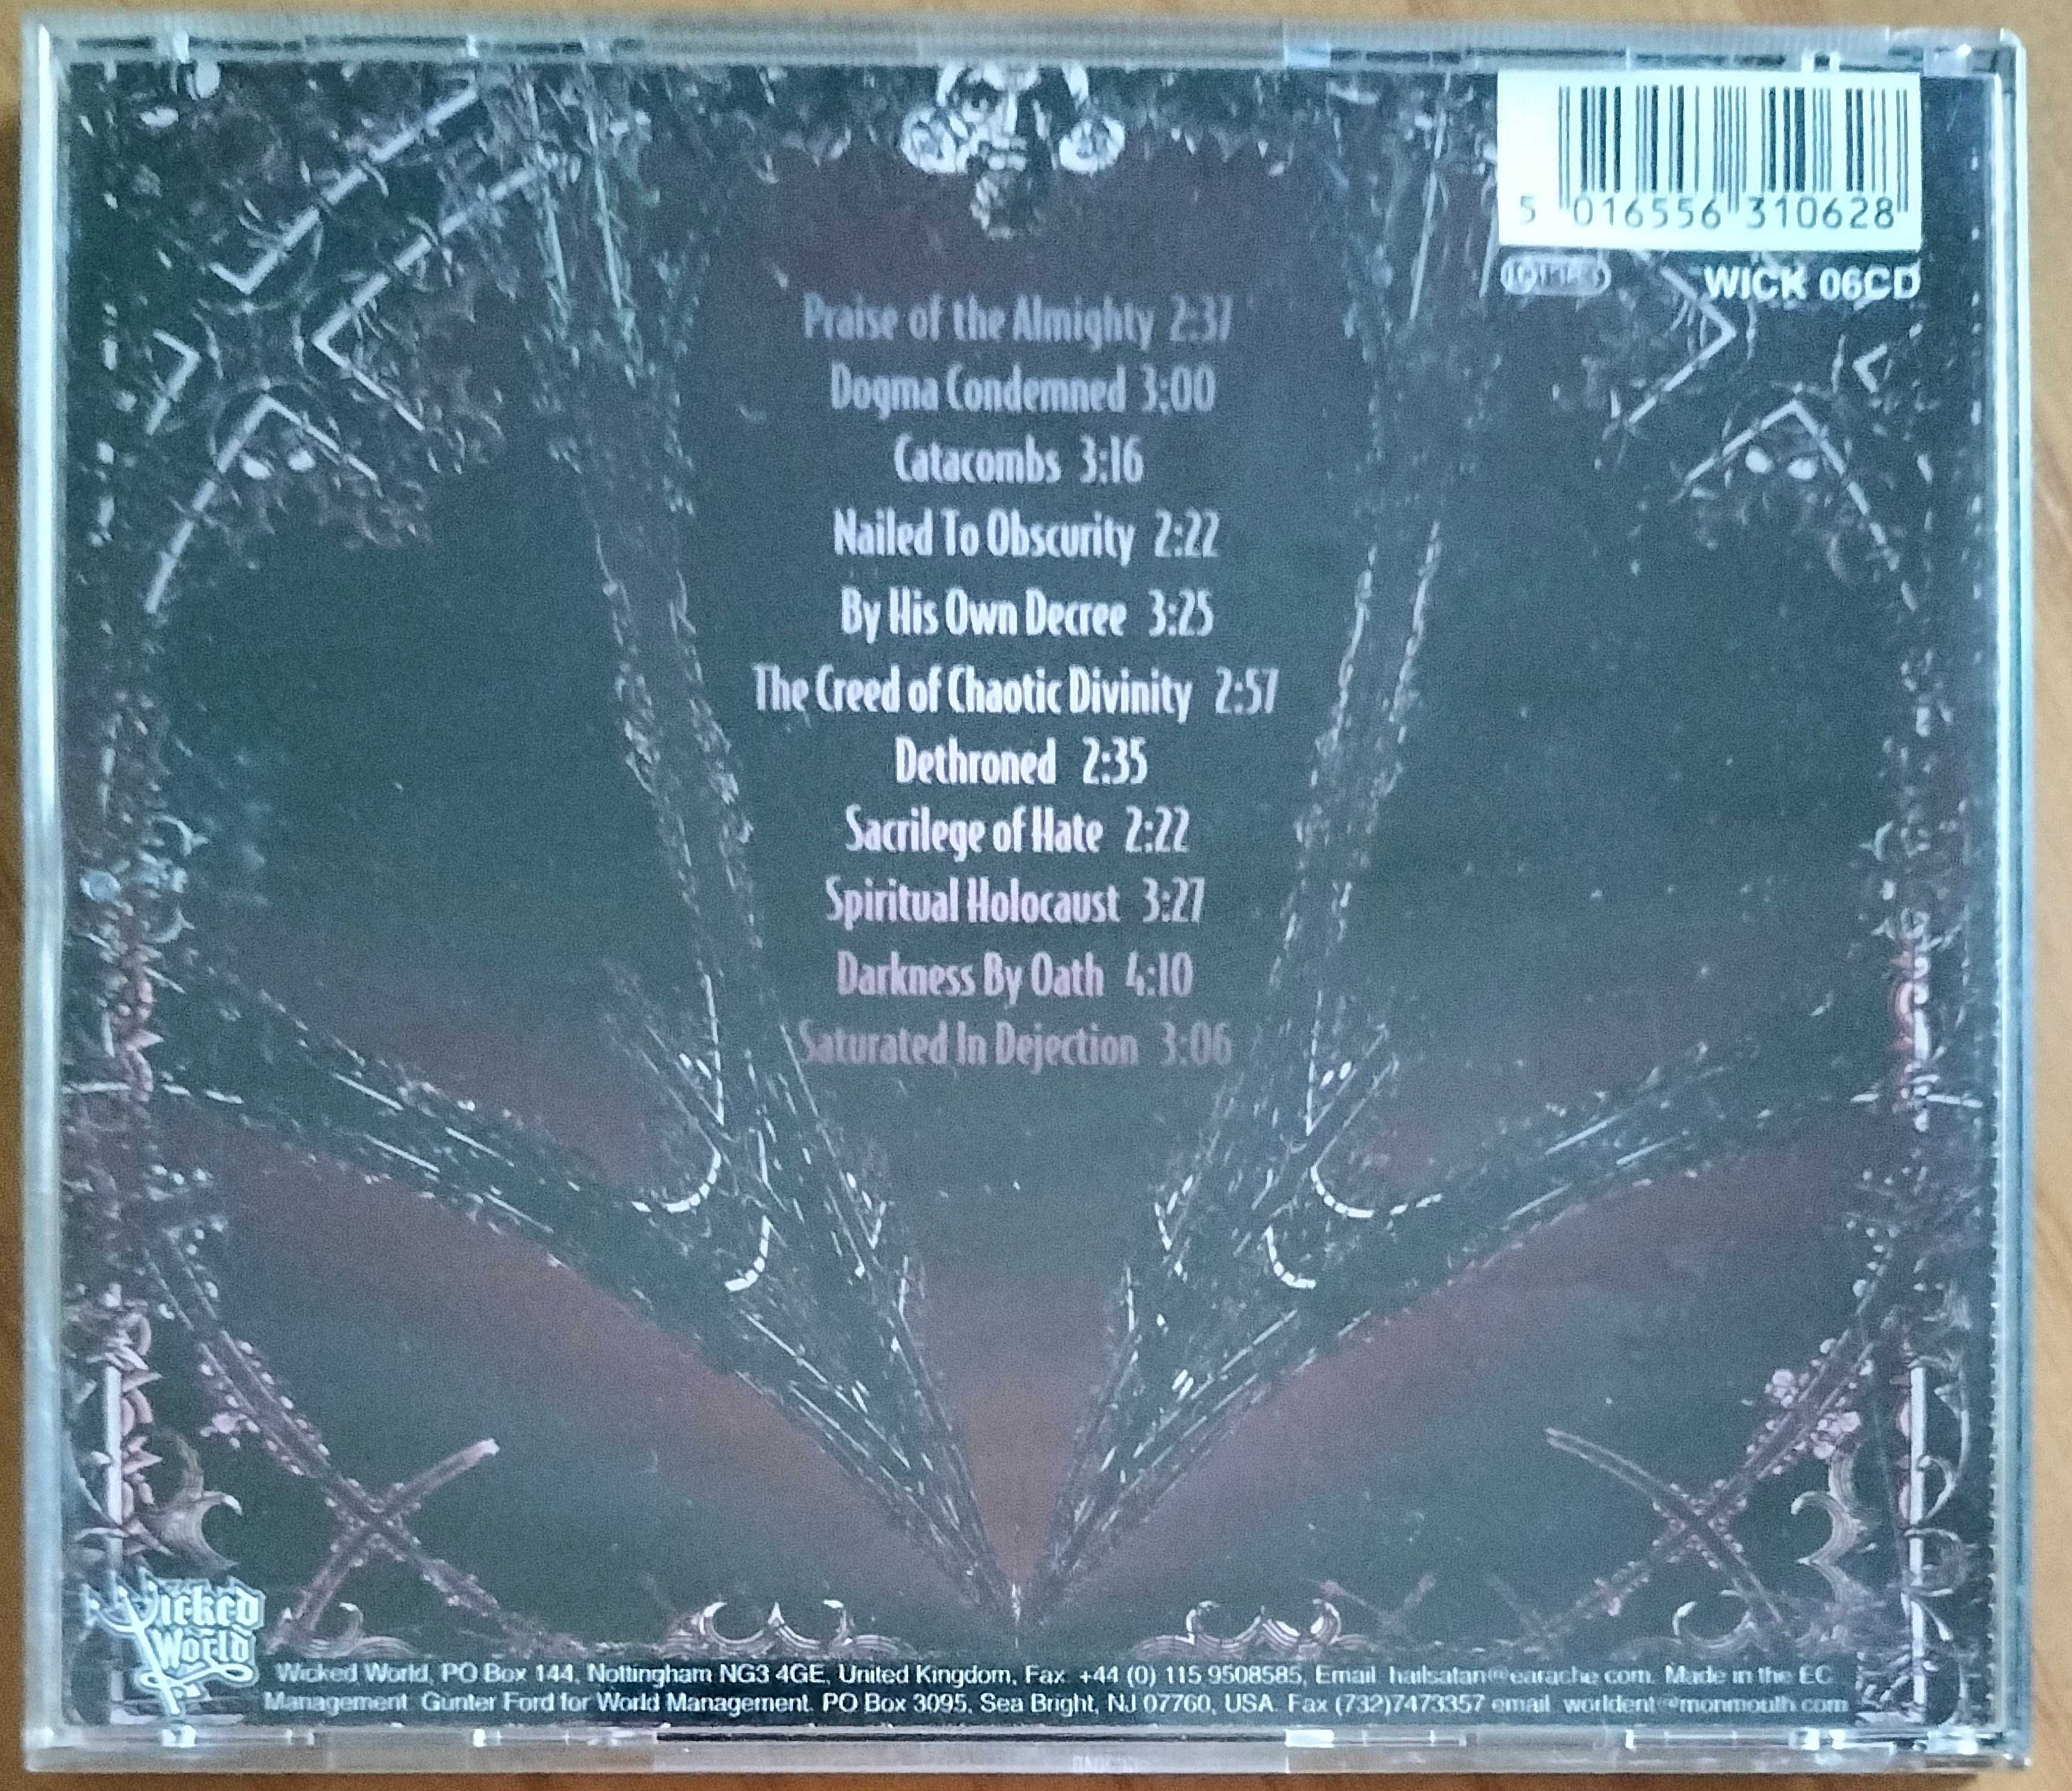 5 016556 310628
WICK 06CD
Praise of the Almighty 2:37
Dogma Condemned 3:00
Catacombs 3:16
Nailed To Obscurity 2:22
By His Own Decree 3:25
The Creed of Chaotic Divinity 2:57
Dethroned 2:35
Sacrilege of Hate 2:22
Spiritual Holocaust 3:27
Darkness By Oath 4:10
Saturated In Dejection 3:06
Wicked
World
Wicked World, PO Box 144, Nottingham NG3 4GE, United Kingdom, Fax +44 (0) 115 9508585, Email hailsatan@earache.com. Made in the EC
Management Gunter Ford for World Management. PO Box 3095, Sea Bright, NJ 07760, USA. Fax (732)7473357 email worldent@monmouth.com